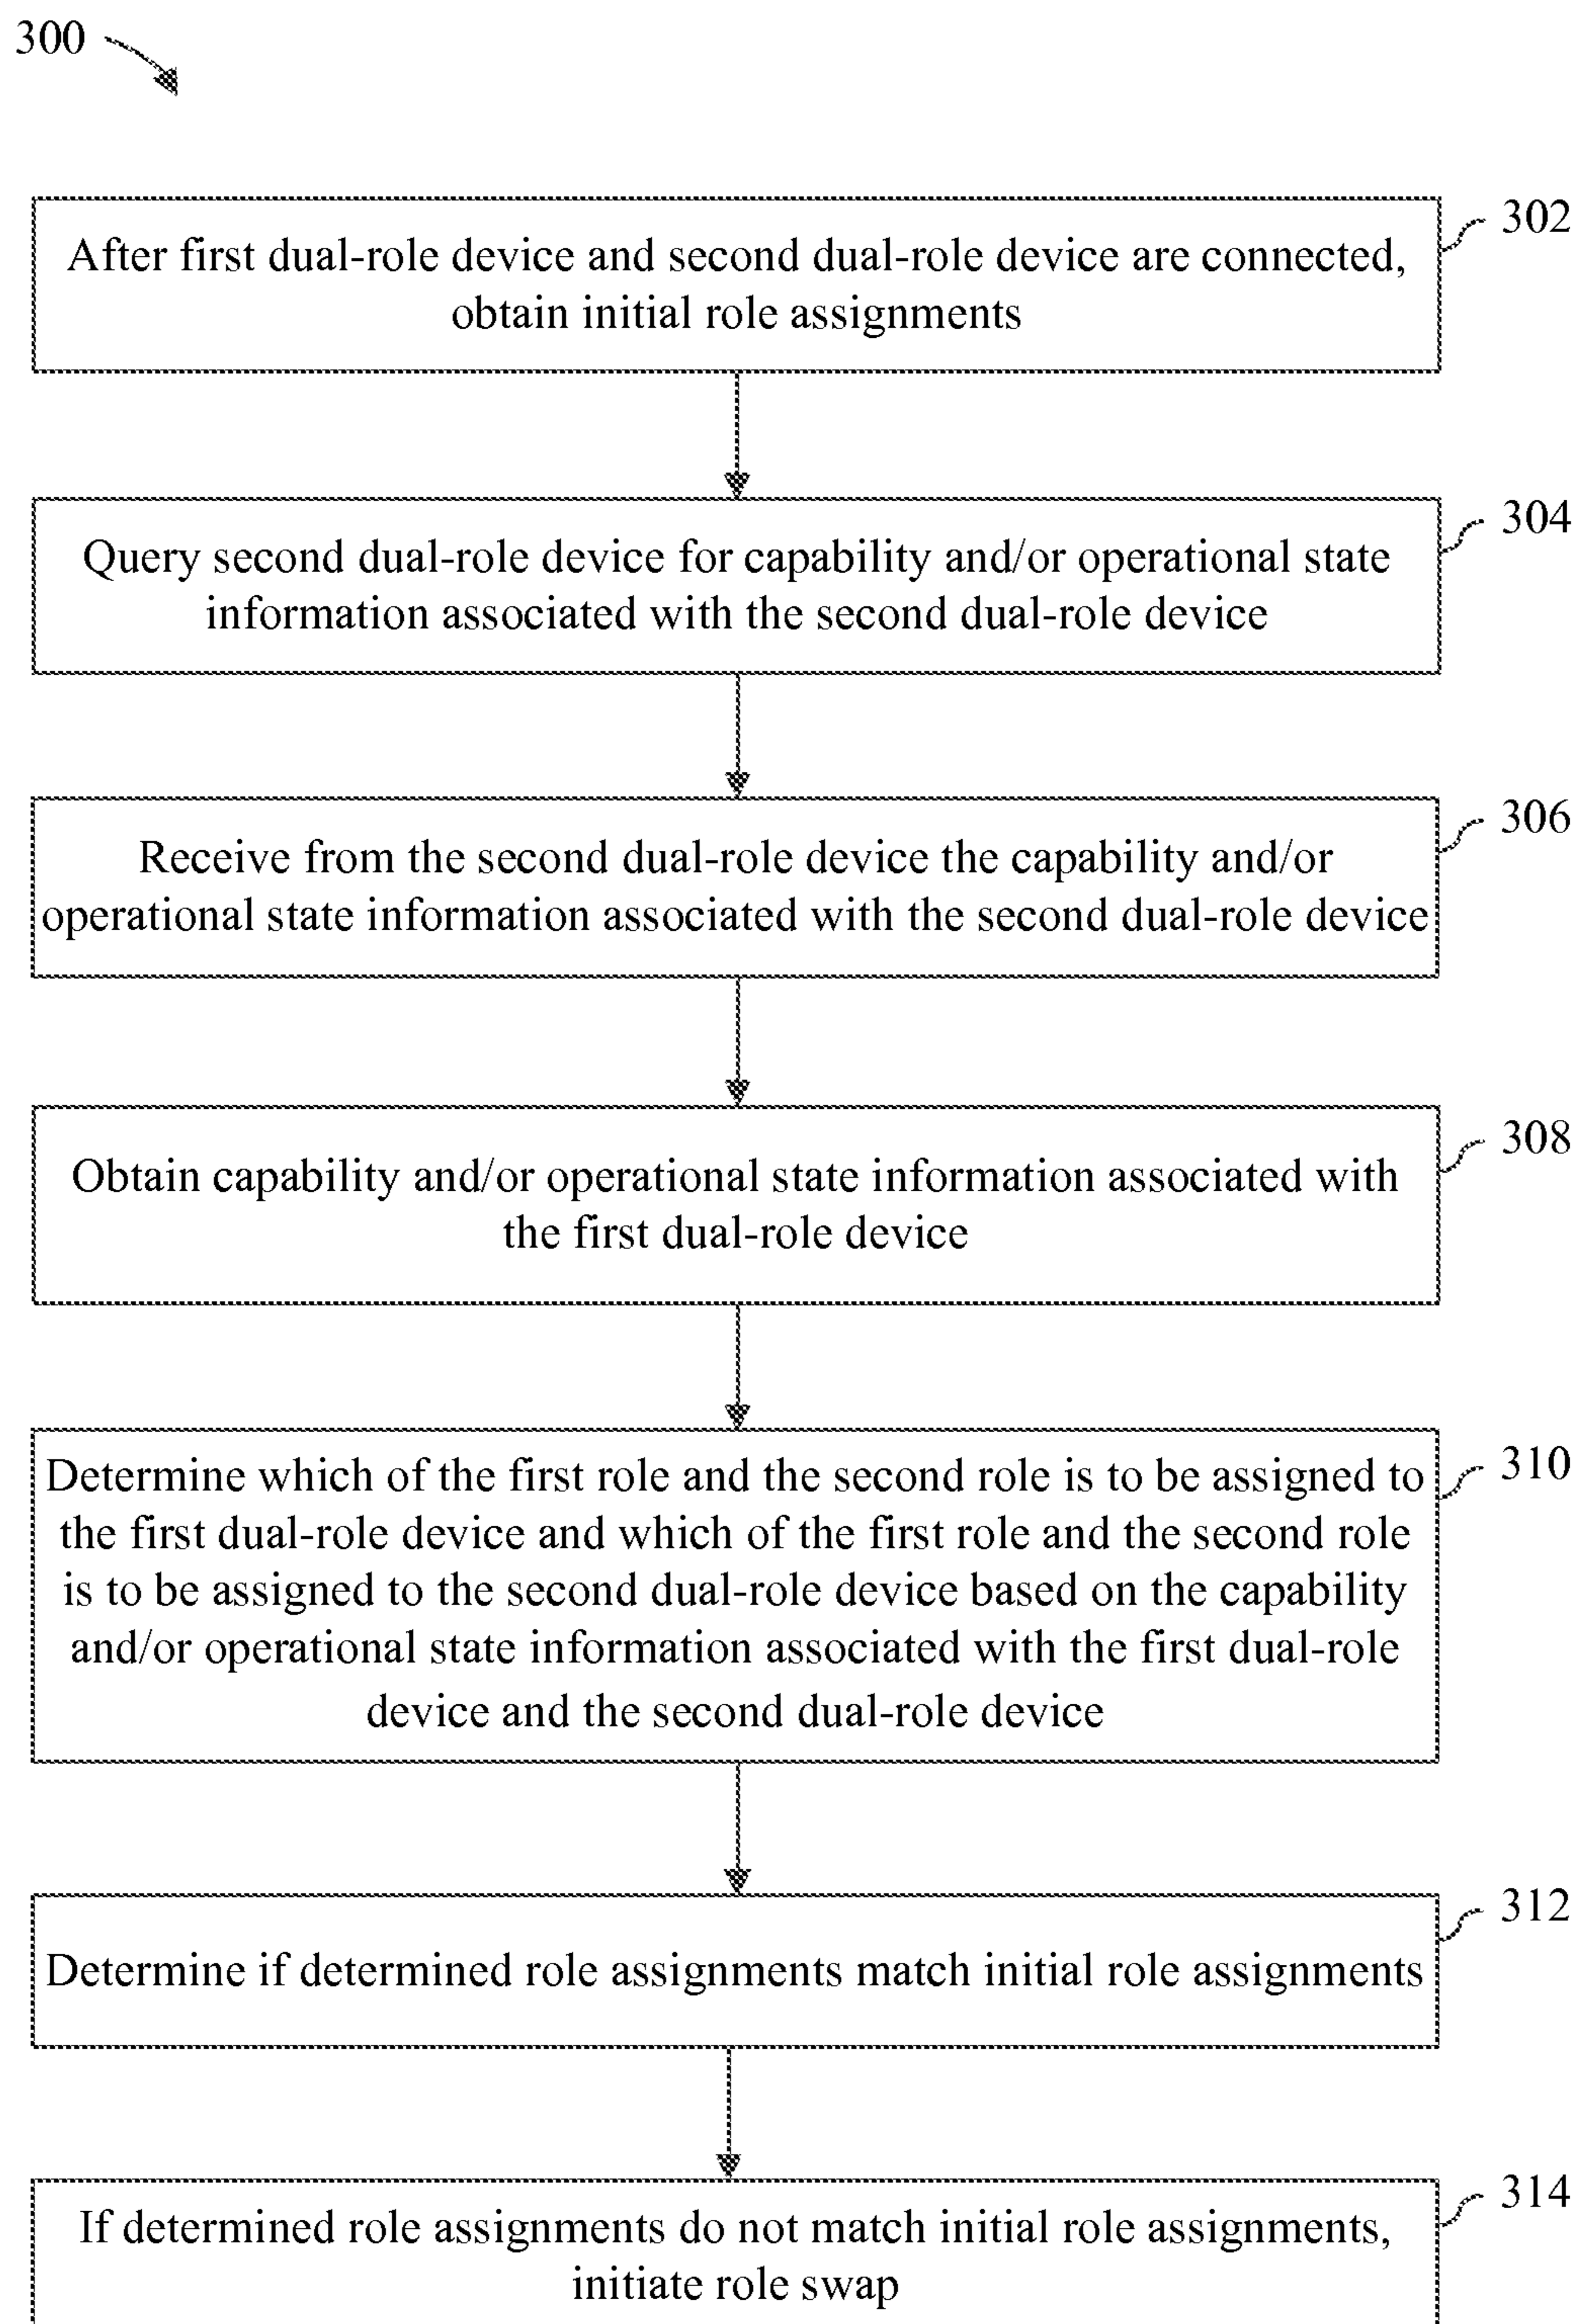 300
302
After first dual-role device and second dual-role device are connected,
obtain initial role assignments
304
Query second dual-role device for capability and/or operational state
information associated with the second dual-role device
306
Receive from the second dual-role device the capability and/or
operational state information associated with the second dual-role device
308
Obtain capability and/or operational state information associated with
the first dual-role device
310
Determine which of the first role and the second role is to be assigned to
the first dual-role device and which of the first role and the second role
is to be assigned to the second dual-role device based on the capability
and/or operational state information associated with the first dual-role
device and the second dual-role device
312
Determine if determined role assignments match initial role assignments
314
If determined role assignments do not match initial role assignments,
initiate role swap